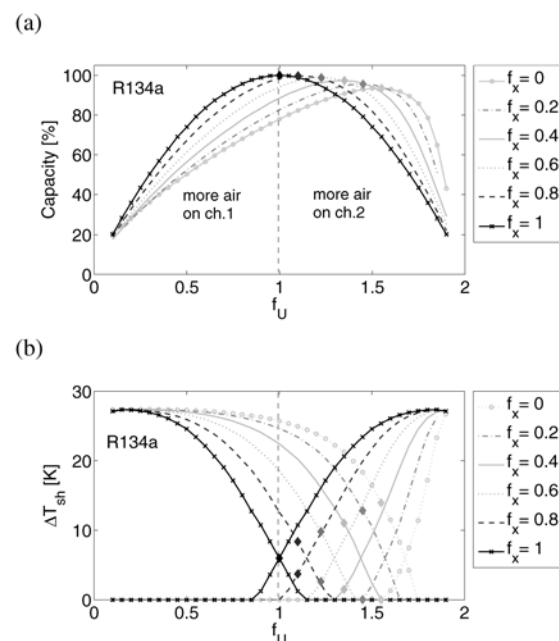 (a)
R134a
Capacity [%]
100
80
60
40
20
0
more air
on ch.1
more air
on ch.2
0
0.5
1
1.5
2
f_U
f_x= 0
f_x= 0.2
f_x= 0.4
f_x= 0.6
f_x= 0.8
f_x= 1
(b)
R134a
ΔT_sh [K]
30
20
10
0
0
0.5
1
1.5
2
f_U
f_x= 0
f_x= 0.2
f_x= 0.4
f_x= 0.6
f_x= 0.8
f_x= 1